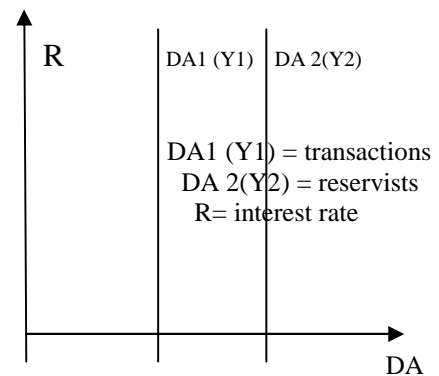 R
DA1 (Y1)
DA 2(Y2)
DA1 (Y1) = transactions
DA 2(Y2) = reservists
R= interest rate
DA